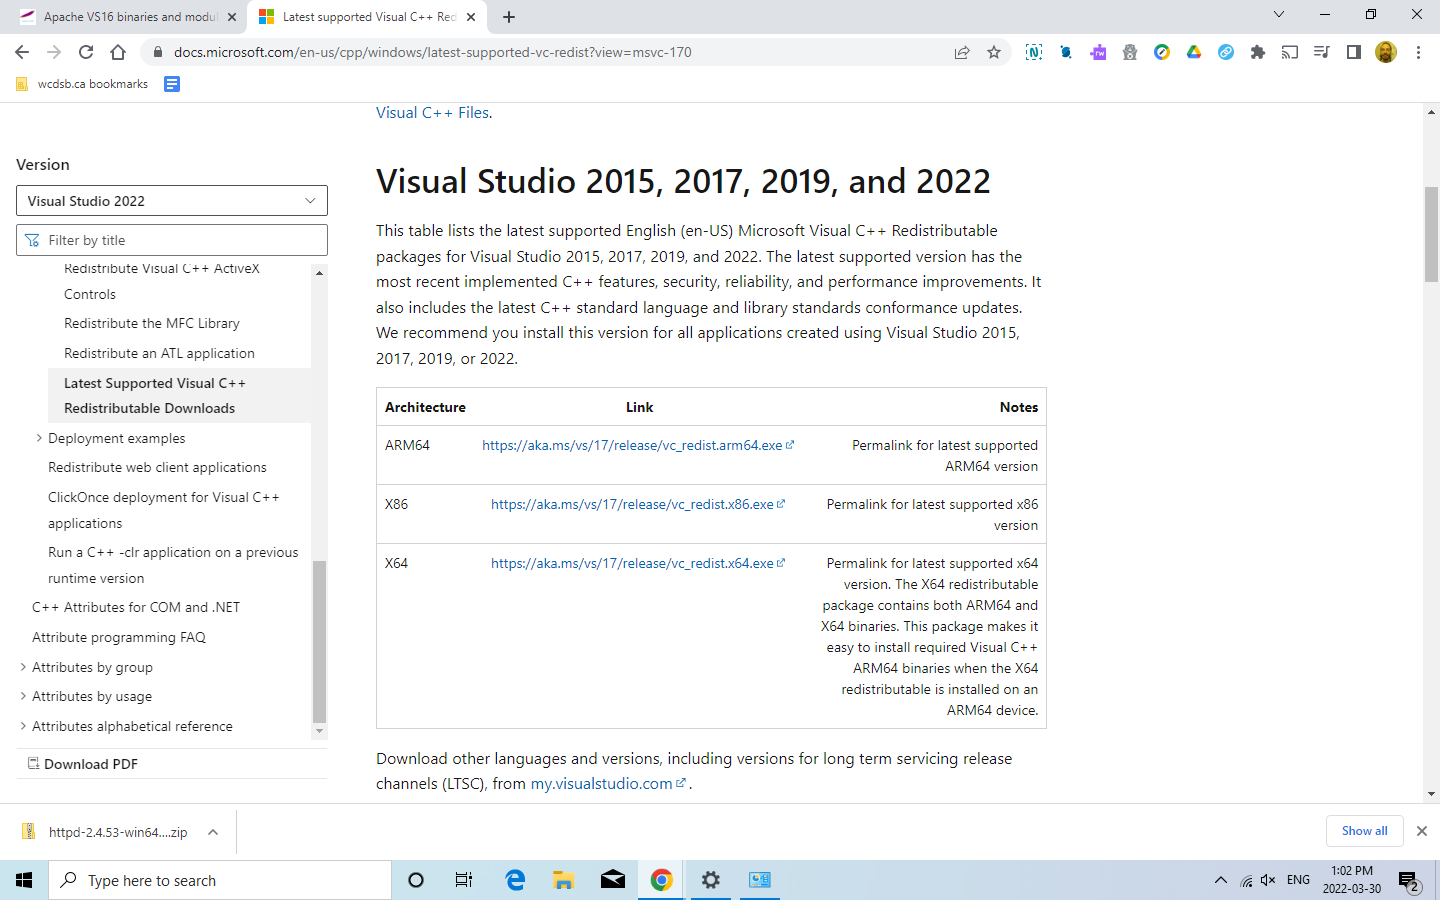 Apache VS16 binaries and modul
Latest supported Visual C++ Red
docs.microsoft.com/en-us/cpp/windows/latest-supported-vc-redist?view=msvc-170
wcdsb.ca bookmarks
Version
Visual Studio 2022
Filter by title
Redistribute Visual C++ ActiveX
Controls
Redistribute the MFC Library
Redistribute an ATL application
Latest Supported Visual C++
Redistributable Downloads
Deployment examples
Redistribute web client applications
ClickOnce deployment for Visual C++
applications
Run a C++ -clr application on a previous
runtime version
C++ Attributes for COM and .NET
Attribute programming FAQ
Attributes by group
Attributes by usage
Attributes alphabetical reference
Download PDF
Visual C++ Files.
Visual Studio 2015, 2017, 2019, and 2022
This table lists the latest supported English (en-US) Microsoft Visual C++ Redistributable
packages for Visual Studio 2015, 2017, 2019, and 2022. The latest supported version has the
most recent implemented C++ features, security, reliability, and performance improvements. It
also includes the latest C++ standard language and library standards conformance updates.
We recommend you install this version for all applications created using Visual Studio 2015,
2017, 2019, or 2022.
Architecture Link Notes
ARM64 https://aka.ms/vs/17/release/vc_redist.arm64.exe Permalink for latest supported
ARM64 version
X86 https://aka.ms/vs/17/release/vc_redist.x86.exe Permalink for latest supported x86
version
X64 https://aka.ms/vs/17/release/vc_redist.x64.exe Permalink for latest supported x64
version. The X64 redistributable
package contains both ARM64 and
X64 binaries. This package makes it
easy to install required Visual C++
ARM64 binaries when the X64
redistributable is installed on an
ARM64 device.
Download other languages and versions, including versions for long term servicing release
channels (LTSC), from my.visualstudio.com .
httpd-2.4.53-win64....zip
Show all
Type here to search
ENG
1:02 PM
2022-03-30
2